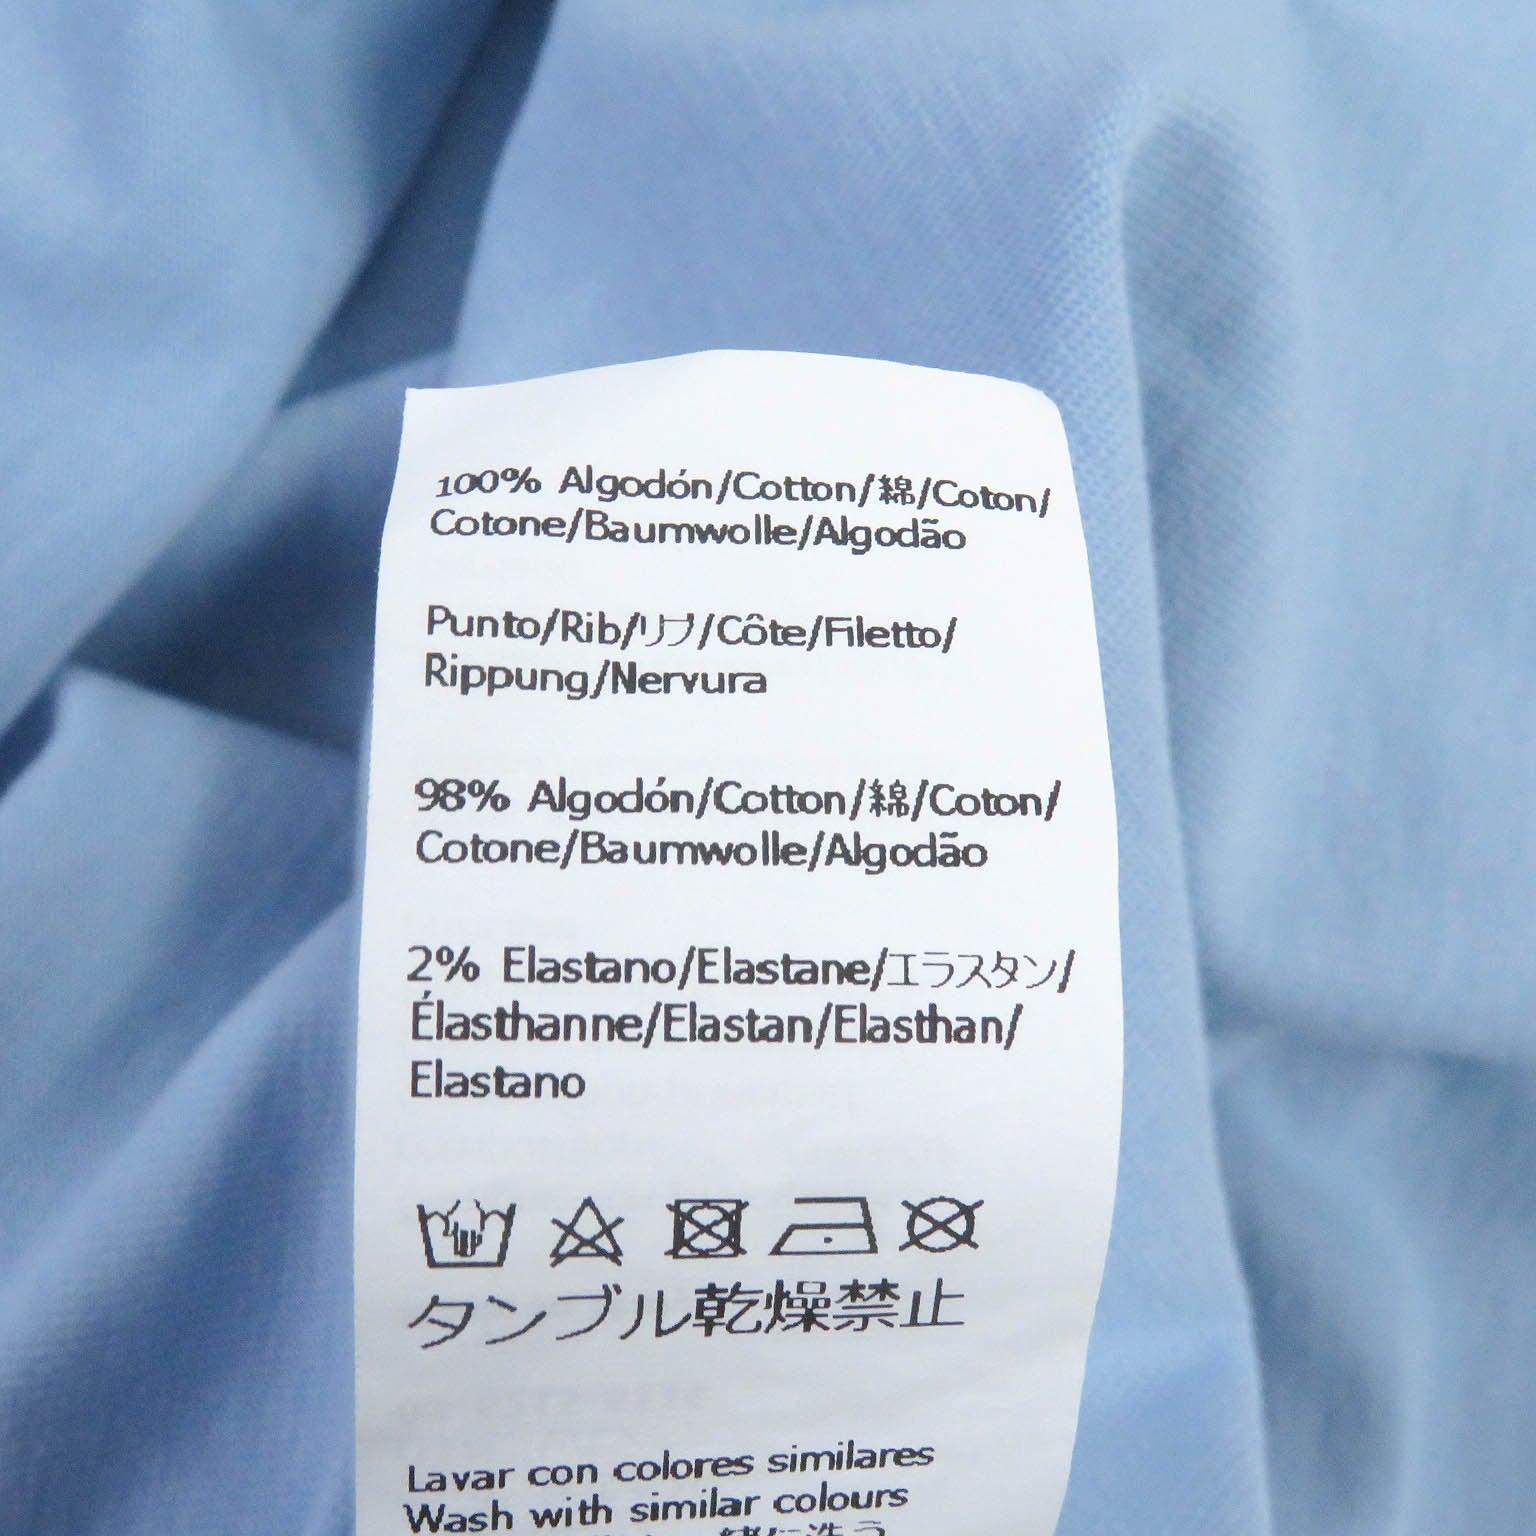 100% Algodón/Cotton/綿/Coton/
Cotone/Baumwolle/Algodão
Punto/Rib/リブ/Côte/Filetto/
Rippung/Nervura
98% Algodón/Cotton/綿/Coton/
Cotone/Baumwolle/Algodão
2% Elastano/Elastane/エラスタン/
Élasthanne/Elastan/Elasthan/
Elastano
タンブル乾燥禁止
Lavar con colores similares
Wash with similar colours